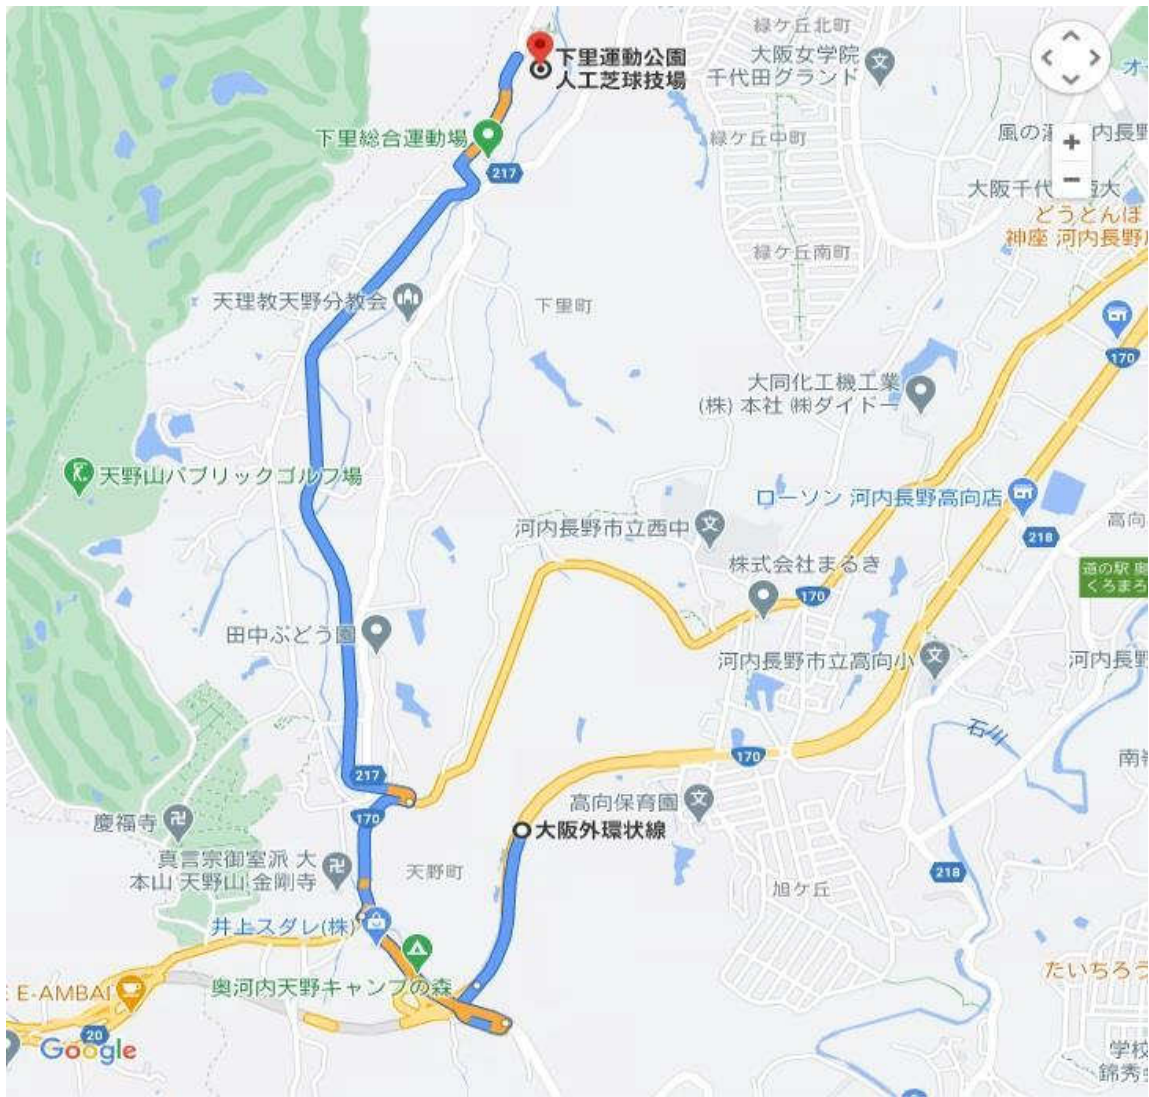 緑ケ丘北町
下里運動公園
人工芝球技場
大阪女学院
千代田グランド
オ
下里総合運動場
緑ケ丘中町
風の
内長野
217
大阪千代
短大
どうとんぼ
神座 河内長野
緑ケ丘南町
天理教天野分教会
下里町
170
大同化工機工業
(株) 本社 ㈱ダイドー
天野山パブリックゴルフ場
ローソン 河内長野高向店
高向
河内長野市立西中
218
株式会社まるき
道の駅 奥
くろまろ
170
田中ぶどう園
河内長野市立高向小
河内長野
石川
170
南
217
高向保育園
170
慶福寺
大阪外環状線
真言宗御室派 大
本山 天野山 金剛寺
天野町
218
旭ケ丘
井上スダレ(株)
たいちろう
奥河内天野キャンプの森
E-AMBAI
20
Google
学校
錦秀